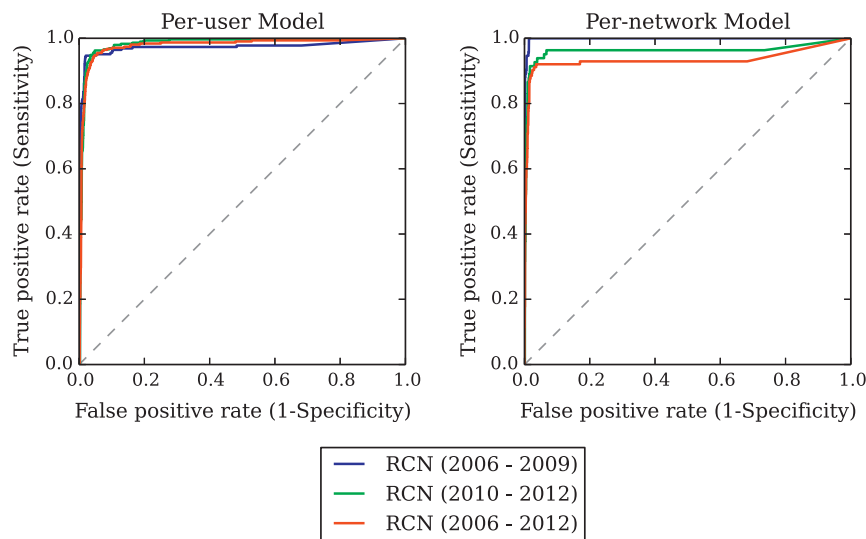 Per-user Model
1.0
0.8
0.6
0.4
0.2
0.0
0.0 0.2 0.4 0.6 0.8 1.0
True positive rate (Sensitivity)
False positive rate (1-Specificity)
Per-network Model
1.0
0.8
0.6
0.4
0.2
0.0
0.0 0.2 0.4 0.6 0.8 1.0
True positive rate (Sensitivity)
False positive rate (1-Specificity)
RCN (2006 - 2009)
RCN (2010 - 2012)
RCN (2006 - 2012)